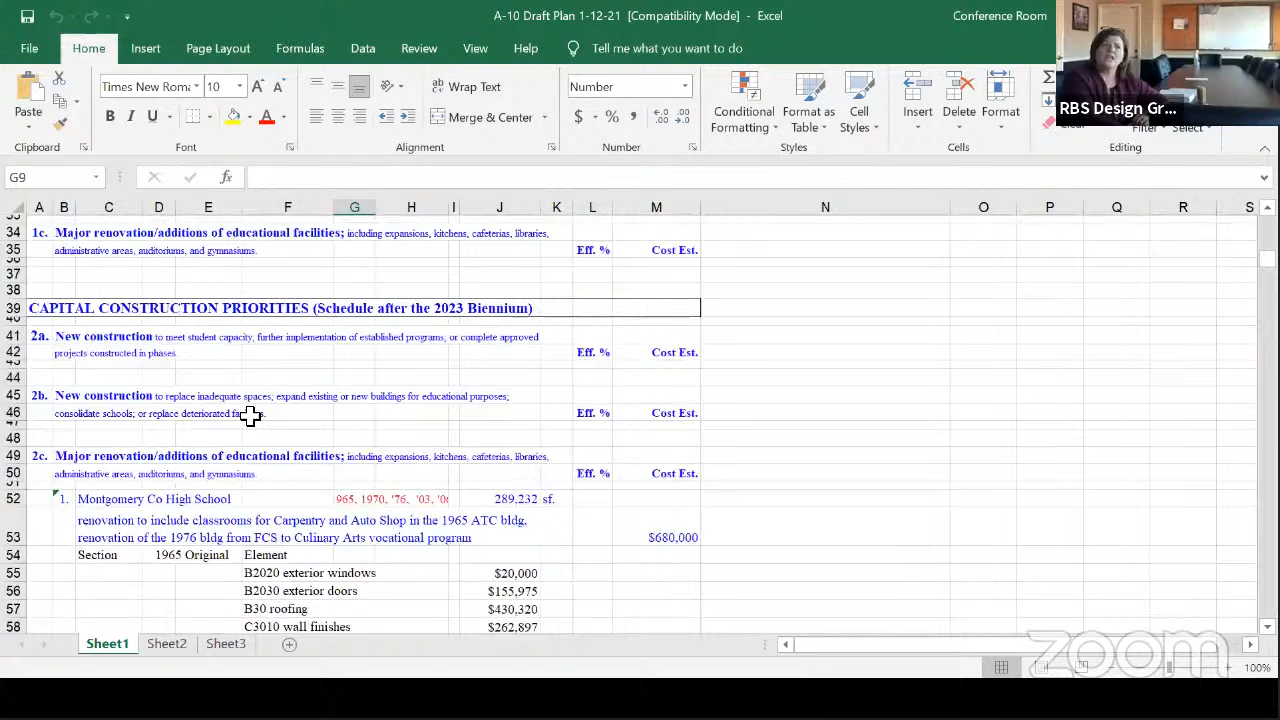 A-10 Draft Plan 1-12-21 [Compatibility Mode] - Excel
Conference Room
File Home Insert Page Layout Formulas Data Review View Help Tell me what you want to do
Times New Roma 10
Wrap Text
Number
Paste
B I U
Merge & Center
$ % ,
Conditional Formatting
Format as Table
Cell Styles
Insert
Delete
Format
Select
RBS Design Gr...
Clipboard Font Alignment Number Styles Cells Editing
G9
fx
A B C D E F G H I J K L M N O P Q R S
34 1c. Major renovation/additions of educational facilities; including expansions, kitchens, cafeterias, libraries,
35 administrative areas, auditoriums, and gymnasiums. Eff. % Cost Est.
37
38
39 CAPITAL CONSTRUCTION PRIORITIES (Schedule after the 2023 Biennium)
41 2a. New construction to meet student capacity; further implementation of established programs; or complete approved
42 projects constructed in phases. Eff. % Cost Est.
44
45 2b. New construction to replace inadequate spaces; expand existing or new buildings for educational purposes;
46 consolidate schools; or replace deteriorated Eff. % Cost Est.
48
49 2c. Major renovation/additions of educational facilities; including expansions, kitchens, cafeterias, libraries,
50 administrative areas, auditoriums, and gymnasiums. Eff. % Cost Est.
52 1. Montgomery Co High School 965, 1970, '76, '03, '0 289,232 sf.
renovation to include classrooms for Carpentry and Auto Shop in the 1965 ATC bldg,
53 renovation of the 1976 bldg from FCS to Culinary Arts vocational program $680,000
54 Section 1965 Original Element
55 B2020 exterior windows $20,000
56 B2030 exterior doors $155,975
57 B30 roofing $430,320
58 C3010 wall finishes $262,897
Sheet1 Sheet2 Sheet3
zoom
100%